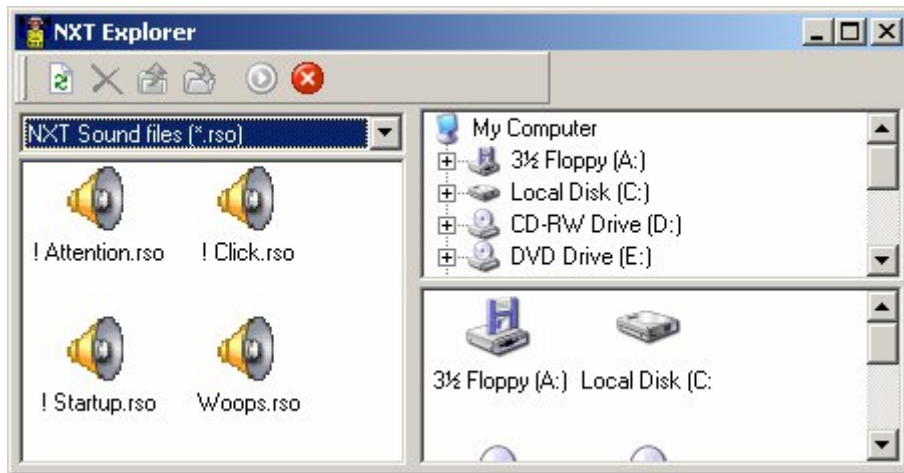 NXT Explorer
NXT Sound files (*.rso)
! Attention.rso
! Click.rso
! Startup.rso
Woops.rso
My Computer
3½ Floppy (A:)
Local Disk (C:)
CD-RW Drive (D:)
DVD Drive (E:)
3½ Floppy (A:)
Local Disk (C: